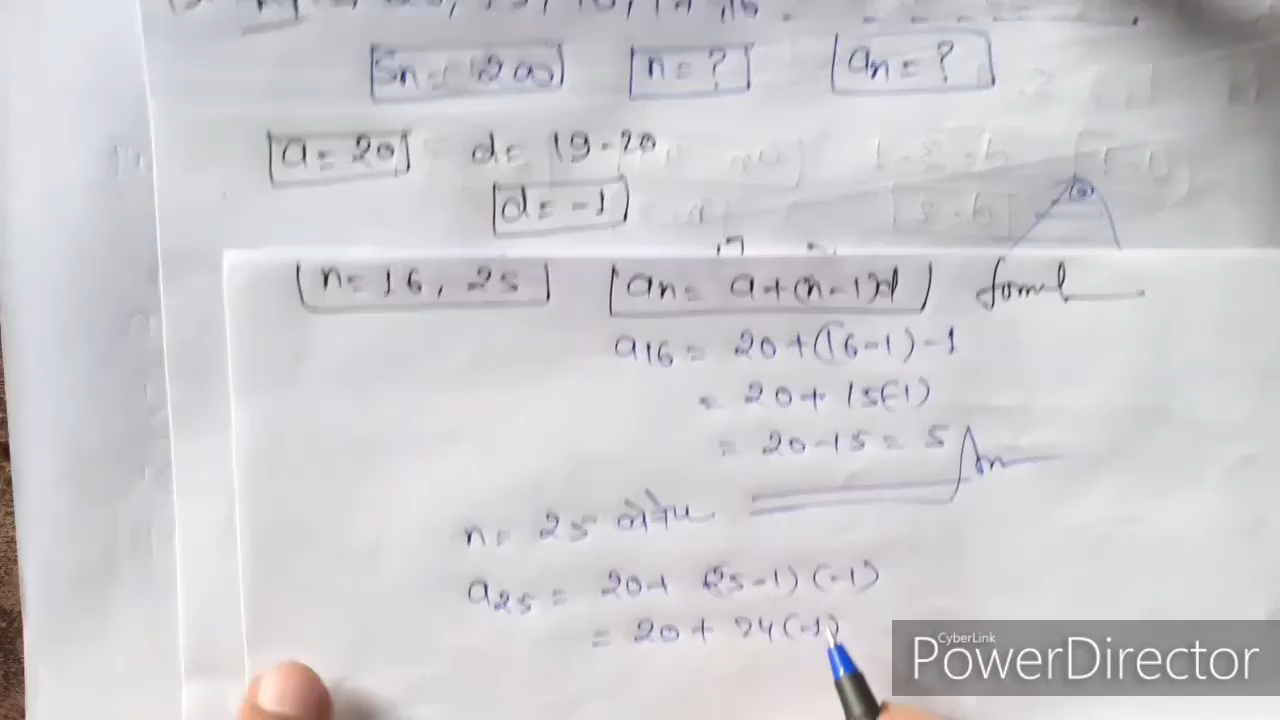 Sn = 200 n = ? an = ?
a = 20 d = 19 - 20
d = -1
n = 16, 25 an = a + (n-1)d
a16 = 20 + (16-1) -1
= 20 + 15(-1)
= 20 - 15 = 5 An
n = 25
a25 = 20 + (25-1) (-1)
= 20 + 24 (-1)
CyberLink
PowerDirector